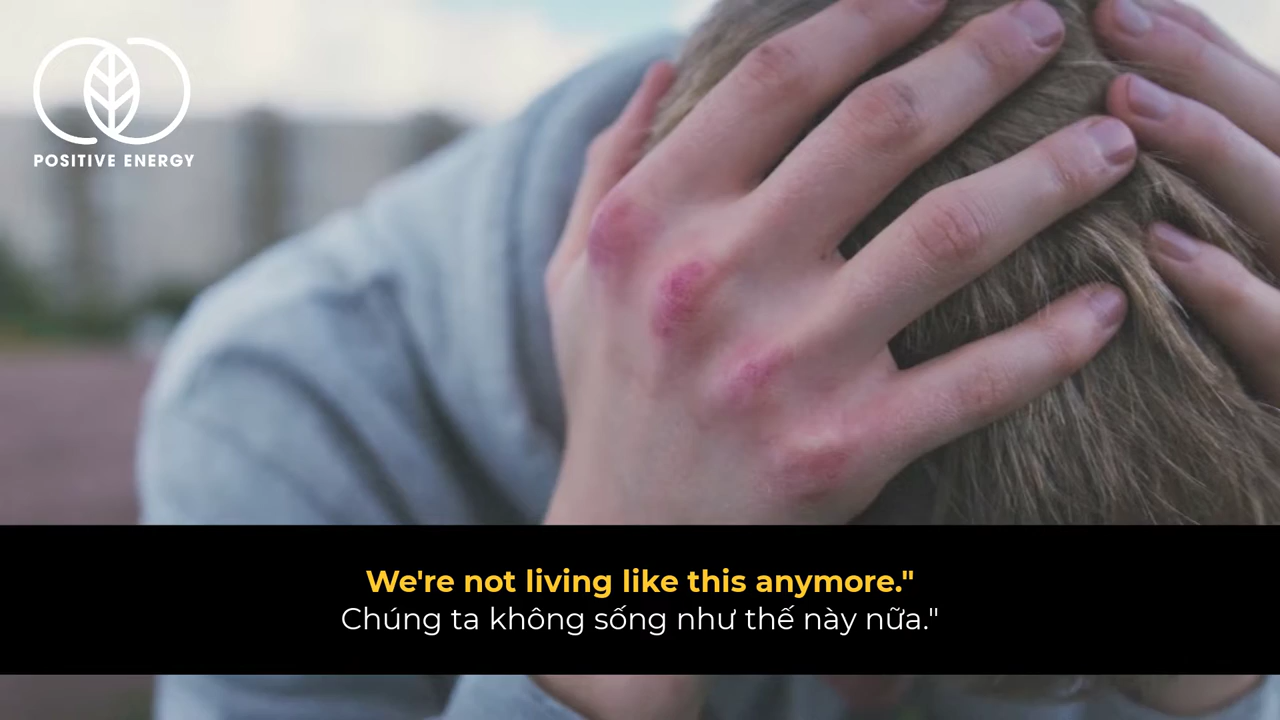 POSITIVE ENERGY
We're not living like this anymore."
Chúng ta không sống như thế này nữa."